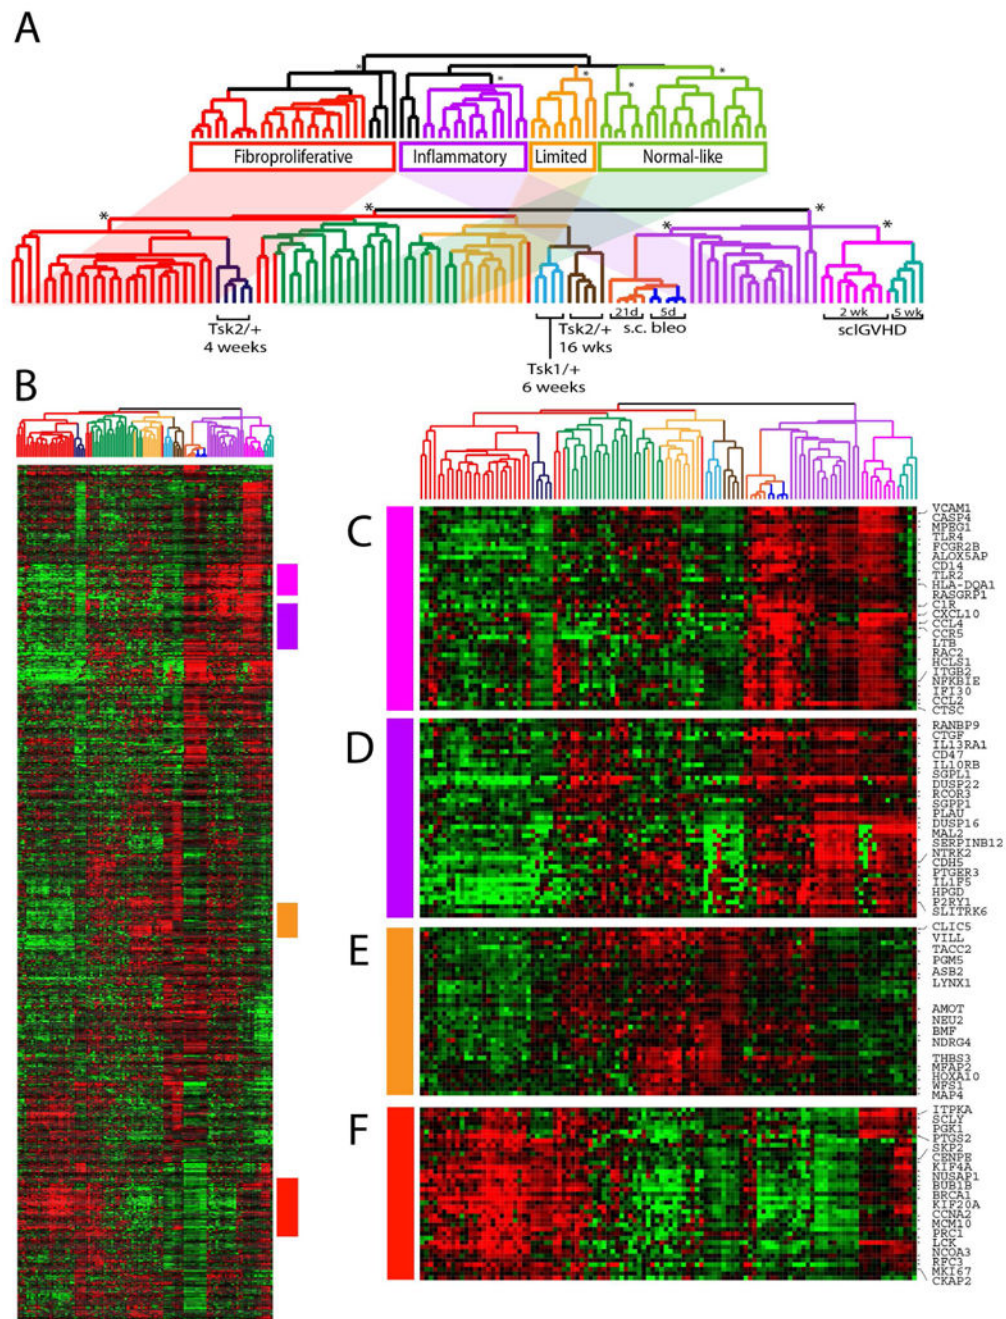 A
Fibroproliferative
Inflammatory
Limited
Normal-like
*
*
*
*
*
*
*
*
*
*
Tsk2/+
4 weeks
Tsk1/+
6 weeks
Tsk2/+
16 wks
21d
5d
s.c. bleo
2 wk
5 wk
sclGVHD
B
C
VCAM1
CASP4
MPEG1
TLR4
FCGR2B
ALOX5AP
CD14
TLR2
HLA-DQA1
RASGRP1
C1R
CXCL10
CCL4
CCR5
LTB
RAC2
HCLS1
ITGB2
NFKBIE
IFI30
CCL2
CTSC
D
RANBP9
CTGF
IL13RA1
CD47
IL10RB
SGPL1
DUSP22
RCOR3
SGPP1
PLAU
DUSP16
MAL2
SERPINB12
NTRK2
CDH5
PTGER3
IL1F5
HPGD
P2RY1
SLITRK6
E
CLIC5
VILL
TACC2
PGM5
ASB2
LYNX1
AMOT
NEU2
BMF
NDRG4
THBS3
MFAP2
HOXA10
WFS1
MAP4
F
ITPKA
SCLY
PGK1
PTGS2
SKP2
CENPE
KIF4A
NUSAP1
BUB1B
BRCA1
KIF20A
CCNA2
MCM10
PRC1
LCK
NCOA3
RFC3
MKI67
CKAP2